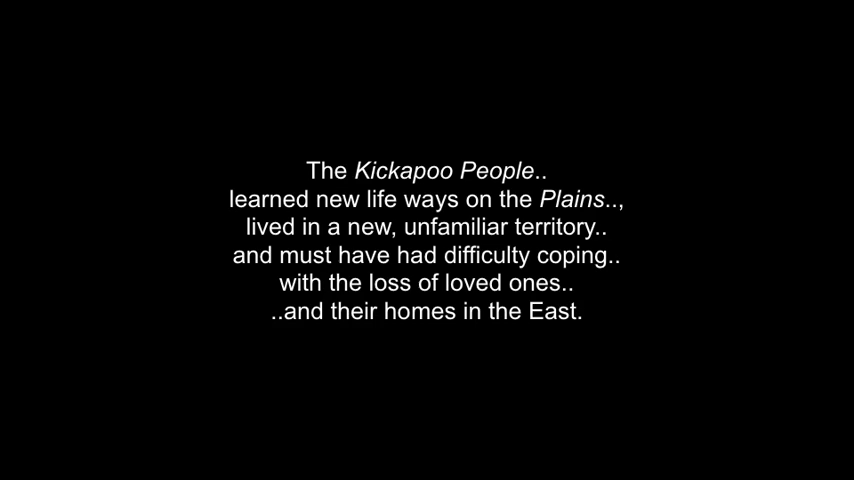 The Kickapoo People..
learned new life ways on the Plains..,
lived in a new, unfamiliar territory..
and must have had difficulty coping..
with the loss of loved ones..
..and their homes in the East.